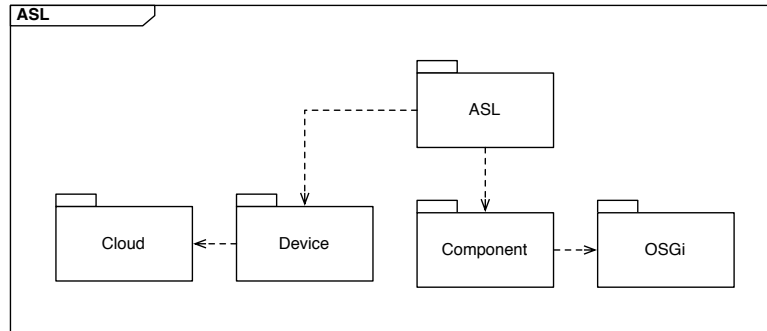 ASL
ASL
Cloud
Device
Component
OSGi